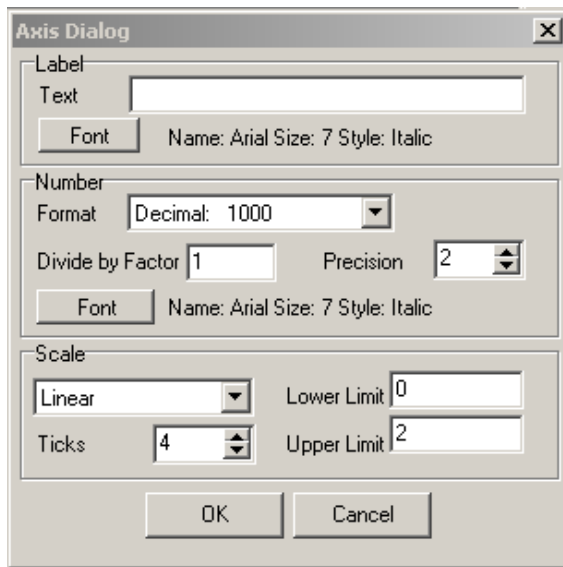 Axis Dialog
Label
Text
Font Name: Arial Size: 7 Style: Italic
Number
Format Decimal: 1000
Divide by Factor 1 Precision 2
Font Name: Arial Size: 7 Style: Italic
Scale
Linear Lower Limit 0
Ticks 4 Upper Limit 2
OK Cancel